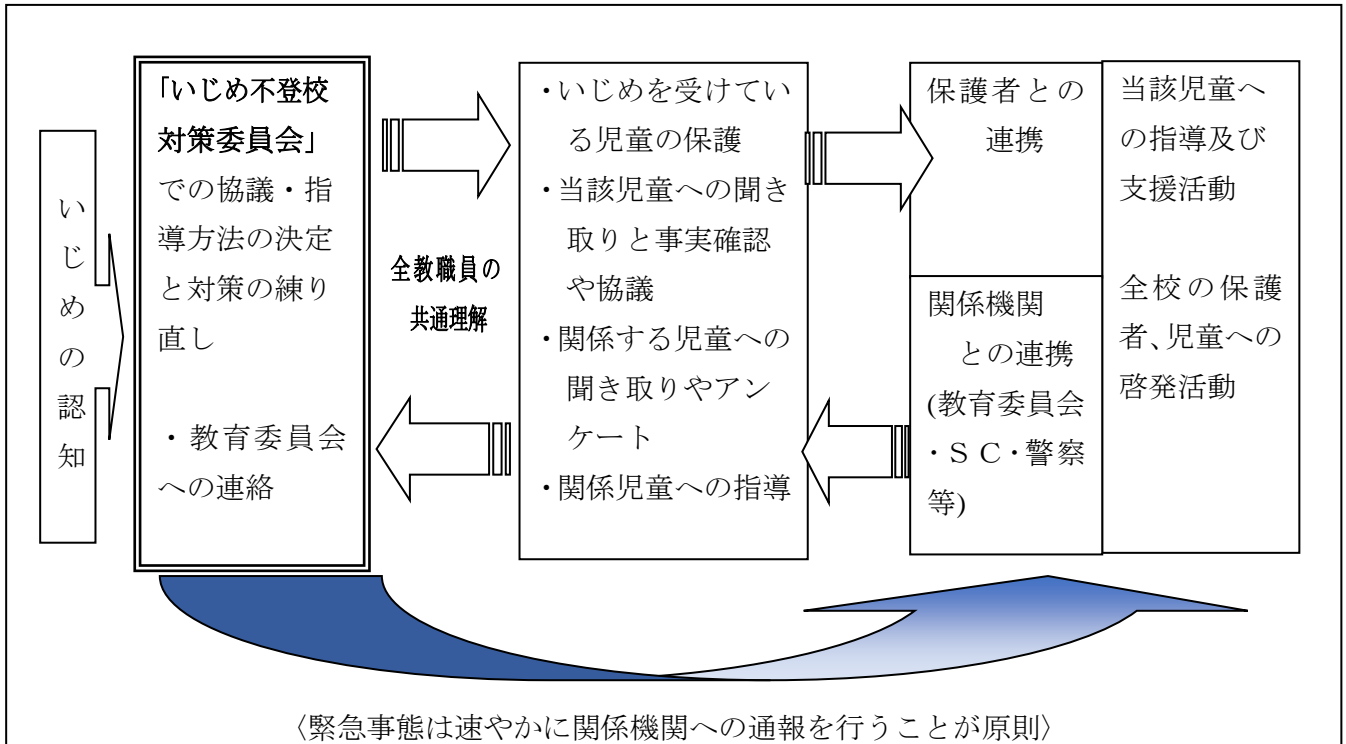 いじめの認知
「いじめ不登校
対策委員会」
での協議・指
導方法の決定
と対策の練り
直し
・教育委員会
への連絡
全教職員の
共通理解
・いじめを受けてい
る児童の保護
・当該児童への聞き
取りと事実確認
や協議
・関係する児童への
聞き取りやアン
ケート
・関係児童への指導
保護者との
連携
関係機関
との連携
(教育委員会
・ＳＣ・警察
等)
当該児童へ
の指導及び
支援活動
全校の保護
者、児童への
啓発活動
〈緊急事態は速やかに関係機関への通報を行うことが原則〉